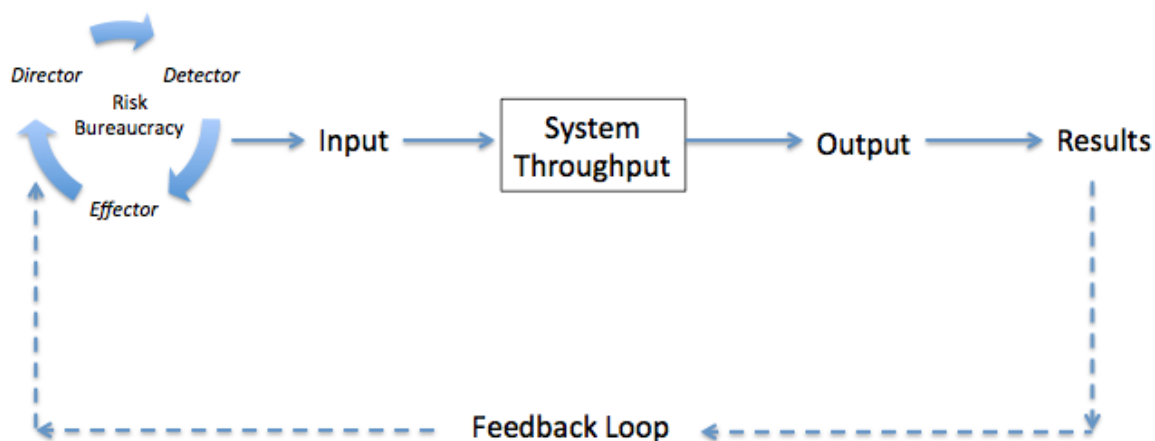 Director
Detector
Risk
Bureaucracy
Effector
Input
System
Throughput
Output
Results
Feedback Loop